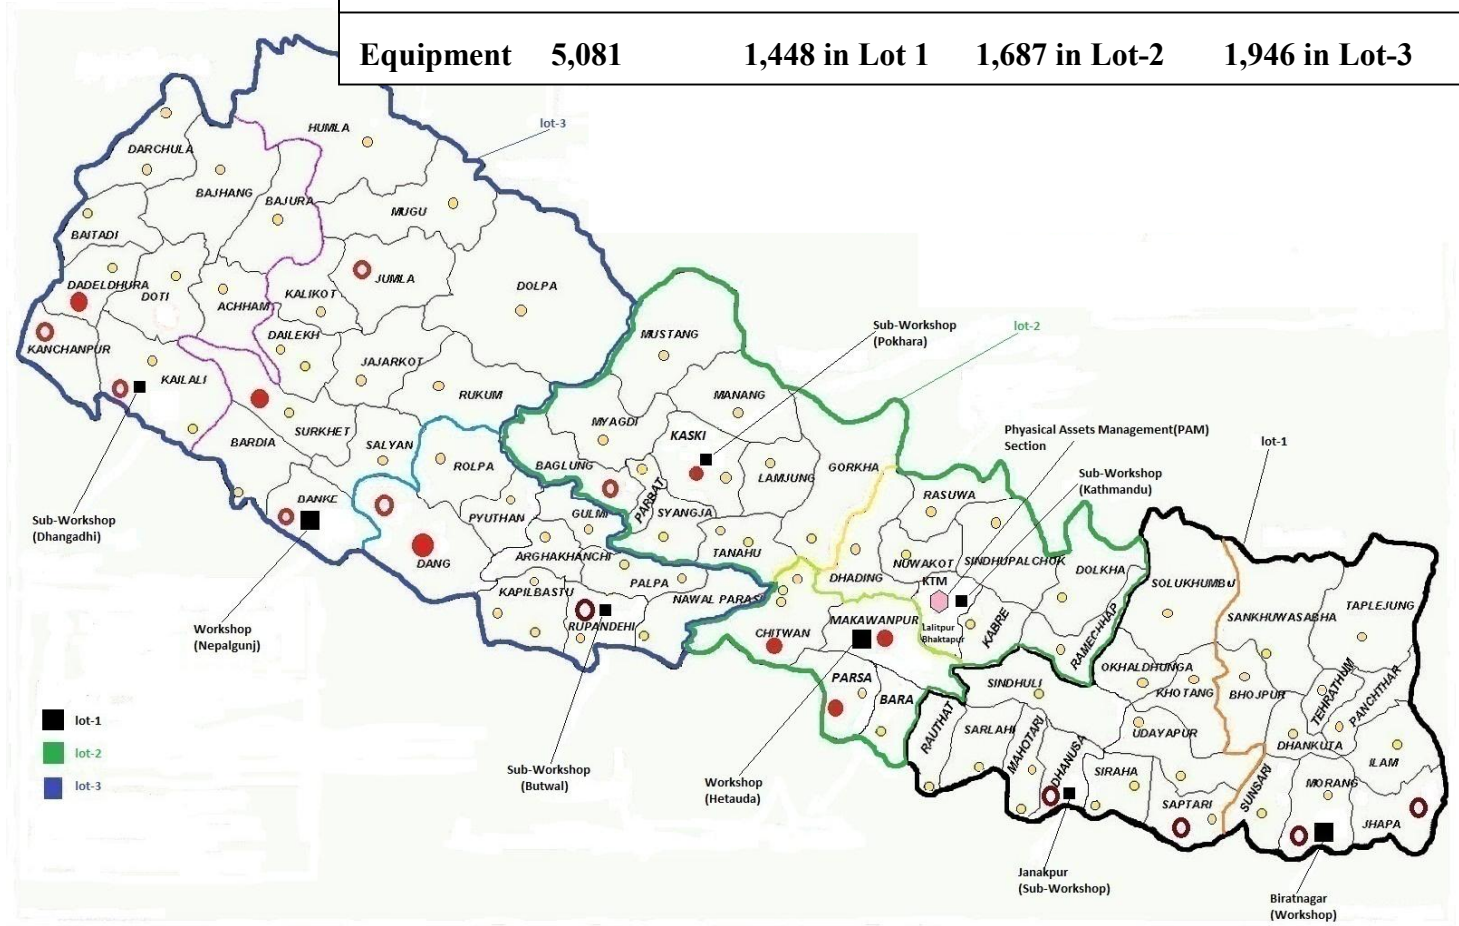 Equipment 5,081 1,448 in Lot 1 1,687 in Lot-2 1,946 in Lot-3
lot-3
HUMLA
DARCHULA
BAJHANG
BAJURA
MUGU
BAITADI
DADELDHURA
DOTI
ACHHAM
KALIKOT
JUMLA
DOLPA
KANCHANPUR
DAILEKH
JAJARKOT
KAILALI
RUKUM
BARDIA
SURKHET
SALYAN
ROLPA
BANKE
PYUTHAN
DANG
Sub-Workshop
(Dhangadhi)
Workshop
(Nepalgunj)
MUSTANG
Sub-Workshop
(Pokhara)
lot-2
MANANG
MYAGDI
KASKI
BAGLUNG
LAMJUNG
GORKHA
PARBAT
GULMI
SYANGJA
TANAHU
ARGHAKHANCHI
PALPA
KAPILBASTU
NAWAL PARASI
RUPANDEHI
Phyasical Assets Management(PAM)
Section
Sub-Workshop
(Kathmandu)
lot-1
RASUWA
NUWAKOT
SINDHUPALCHOK
DHADING
DOLKHA
KTM
Lalitpur
Bhaktapur
KABRE
RAMECHHAP
CHITWAN
MAKAWANPUR
PARSA
BARA
SOLUKHUMBU
SANKHUWASABHA
TAPLEJUNG
OKHALDHUNGA
KHOTANG
BHOJPUR
TEHRATHUM
PANCHTHAR
SINDHULI
RAUTHAT
SARLAHI
MAHOTARI
DHANUSA
SIRAHA
UDAYAPUR
SAPTARI
SUNSARI
DHANKUTA
MORANG
ILAM
JHAPA
lot-1
lot-2
lot-3
Sub-Workshop
(Butwal)
Workshop
(Hetauda)
Janakpur
(Sub-Workshop)
Biratnagar
(Workshop)